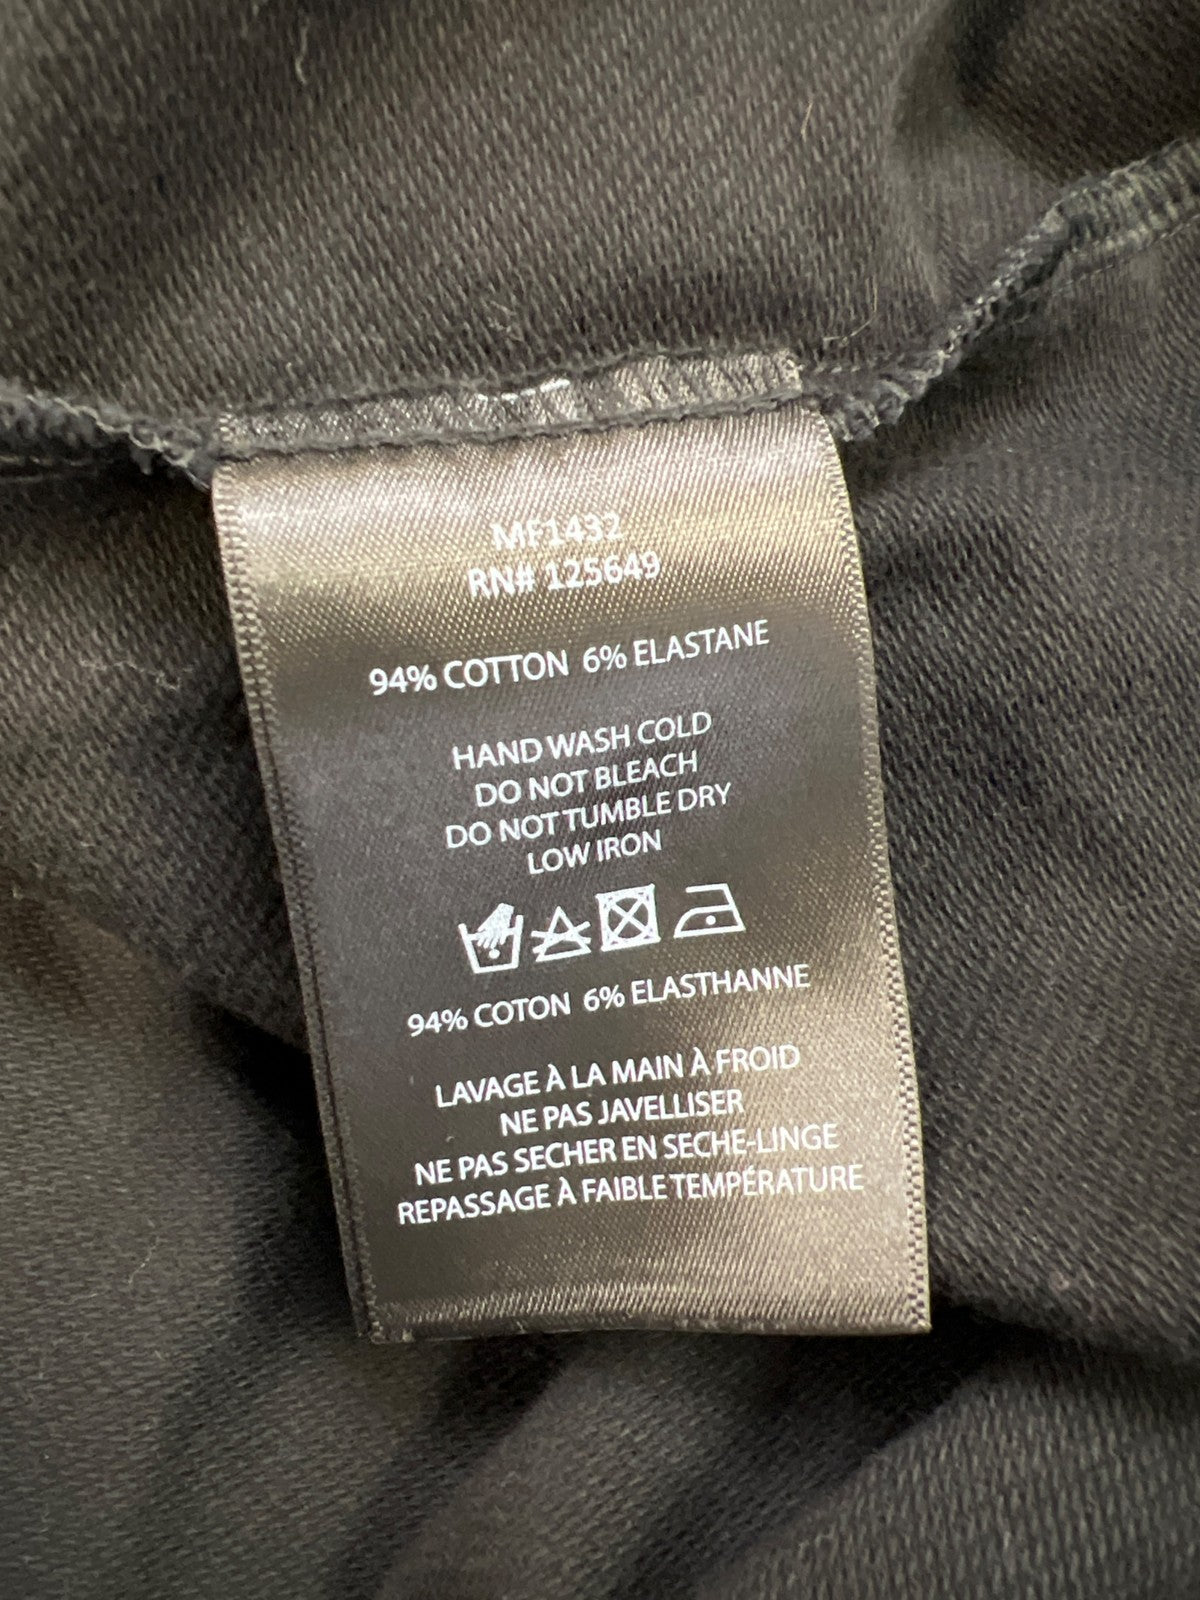 MF1432
RN# 125649
94% COTTON 6% ELASTANE
HAND WASH COLD
DO NOT BLEACH
DO NOT TUMBLE DRY
LOW IRON
94% COTON 6% ELASTHANNE
LAVAGE À LA MAIN À FROID
NE PAS JAVELLISER
NE PAS SECHER EN SECHE-LINGE
REPASSAGE À FAIBLE TEMPÉRATURE